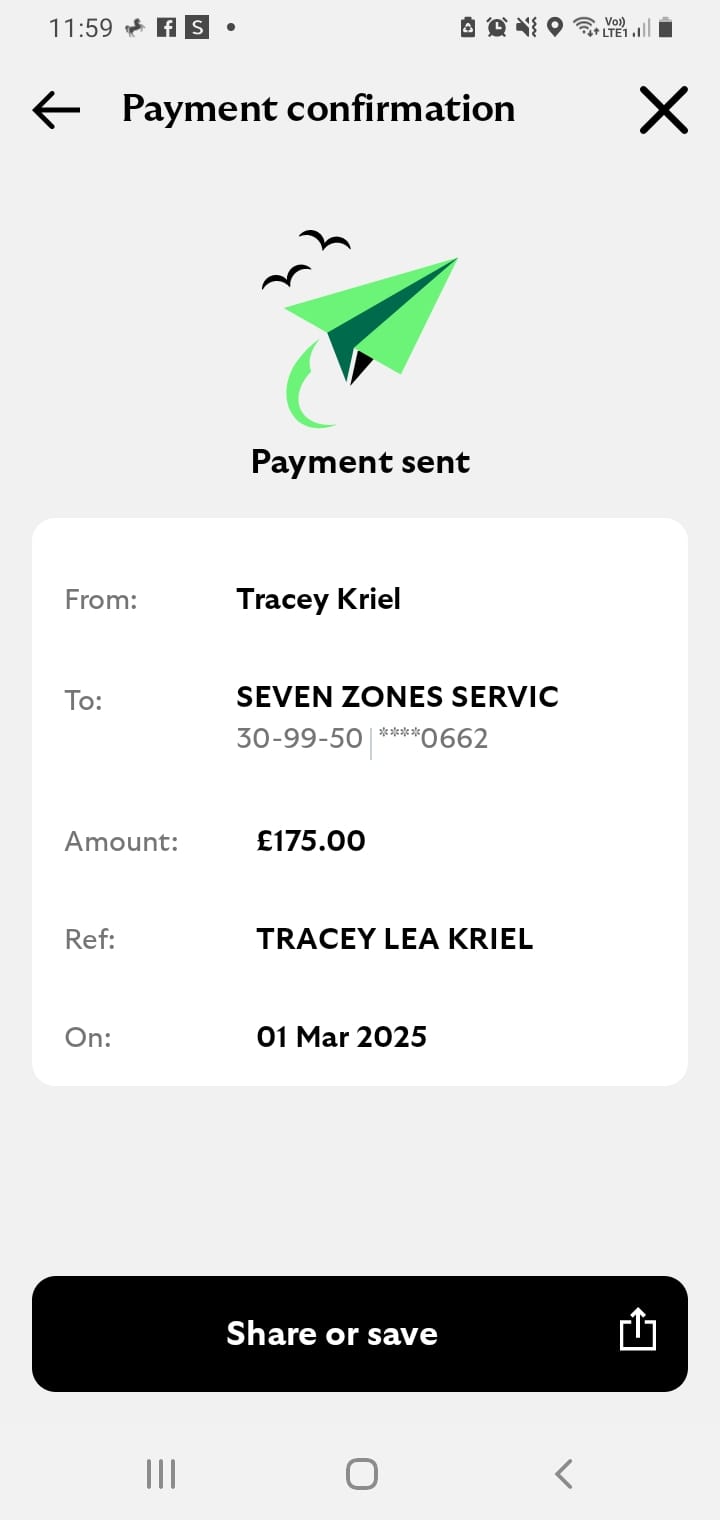 11:59
S
Vo))
LTE1
Payment confirmation
Payment sent
From: Tracey Kriel
To: SEVEN ZONES SERVIC
30-99-50 | ****0662
Amount: £175.00
Ref: TRACEY LEA KRIEL
On: 01 Mar 2025
Share or save